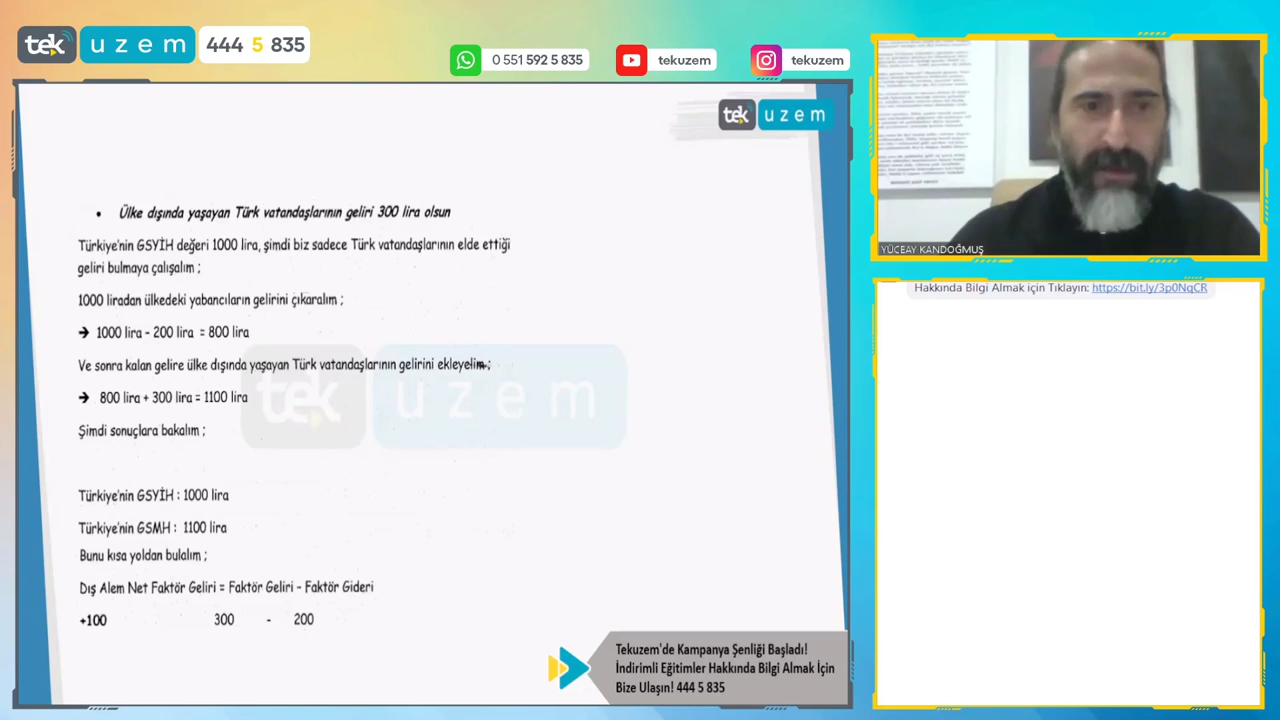 tek uzem 444 5 835
0 551 592 5 835
tekuzem
tekuzem
tek uzem
• Ülke dışında yaşayan Türk vatandaşlarının geliri 300 lira olsun
Türkiye'nin GSYİH değeri 1000 lira, şimdi biz sadece Türk vatandaşlarının elde ettiği
geliri bulmaya çalışalım ;
1000 liradan ülkedeki yabancıların gelirini çıkaralım ;
→ 1000 lira - 200 lira = 800 lira
Ve sonra kalan gelire ülke dışında yaşayan Türk vatandaşlarının gelirini ekleyelim ;
→ 800 lira + 300 lira = 1100 lira
tek uzem
Şimdi sonuçlara bakalım ;
Türkiye'nin GSYİH : 1000 lira
Türkiye'nin GSMH : 1100 lira
Bunu kısa yoldan bulalım ;
Dış Alem Net Faktör Geliri = Faktör Geliri - Faktör Gideri
+100 300 - 200
Tekuzem'de Kampanya Şenliği Başladı!
İndirimli Eğitimler Hakkında Bilgi Almak İçin
Bize Ulaşın! 444 5 835
YÜCEAY KANDOĞMUŞ
Hakkında Bilgi Almak için Tıklayın: https://bit.ly/3p0NqCR